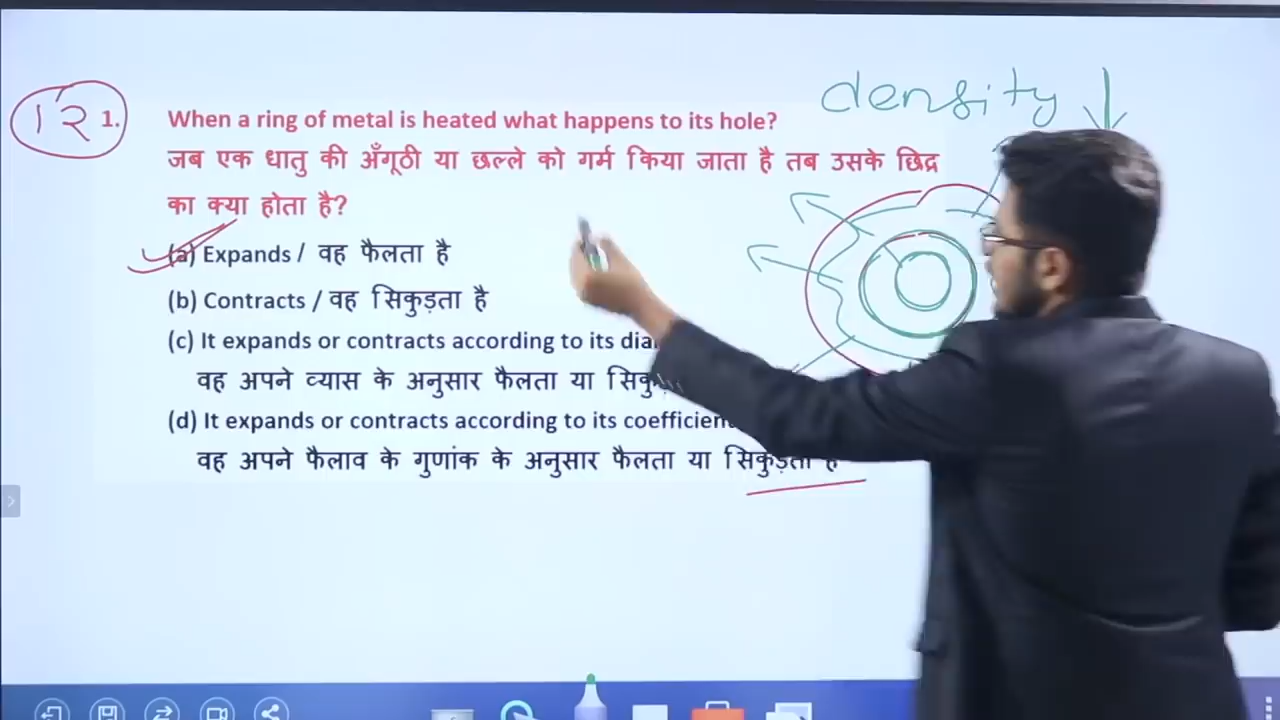 १२ 1. When a ring of metal is heated what happens to its hole?
density
जब एक धातु की अँगूठी या छल्ले को गर्म किया जाता है तब उसके छिद्र
का क्या होता है?
(a) Expands / वह फैलता है
(b) Contracts / वह सिकुड़ता है
(c) It expands or contracts according to its
वह अपने व्यास के अनुसार फैलता या
(d) It expands or contracts according to its
वह अपने फैलाव के गुणांक के अनुसार फैलता या सिकुड़ता है